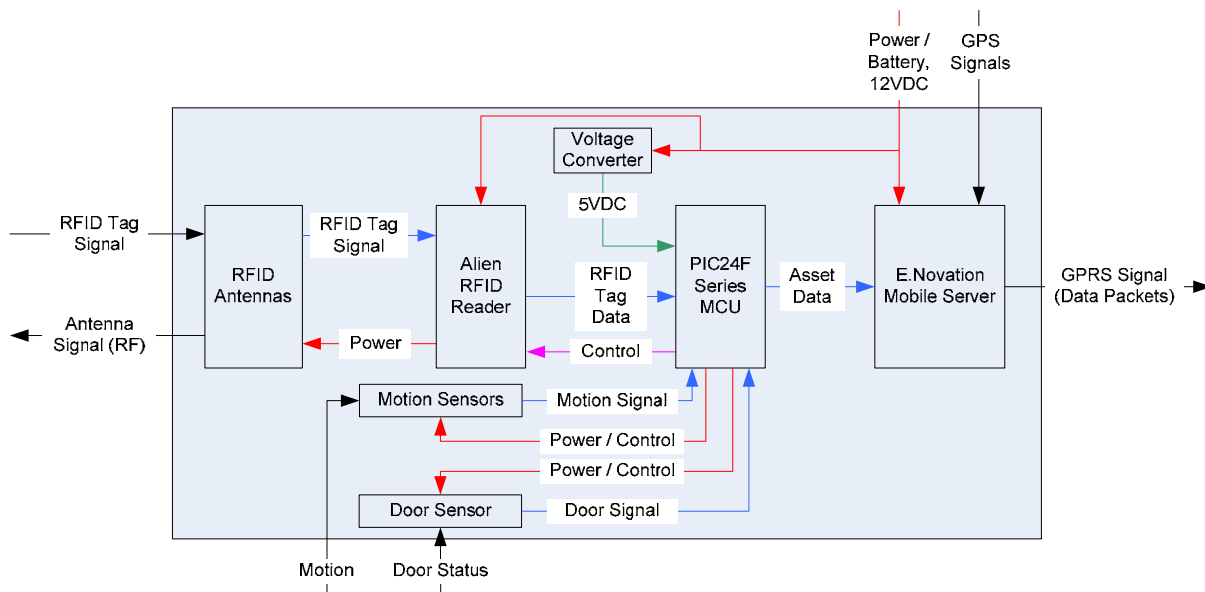 Power /
Battery,
12VDC
GPS
Signals
Voltage
Converter
5VDC
RFID Tag
Signal
RFID
Antennas
RFID Tag
Signal
Alien
RFID
Reader
RFID
Tag
Data
PIC24F
Series
MCU
Asset
Data
E.Novation
Mobile Server
GPRS Signal
(Data Packets)
Antenna
Signal (RF)
Power
Control
Motion Sensors
Motion Signal
Power / Control
Power / Control
Door Sensor
Door Signal
Motion
Door Status